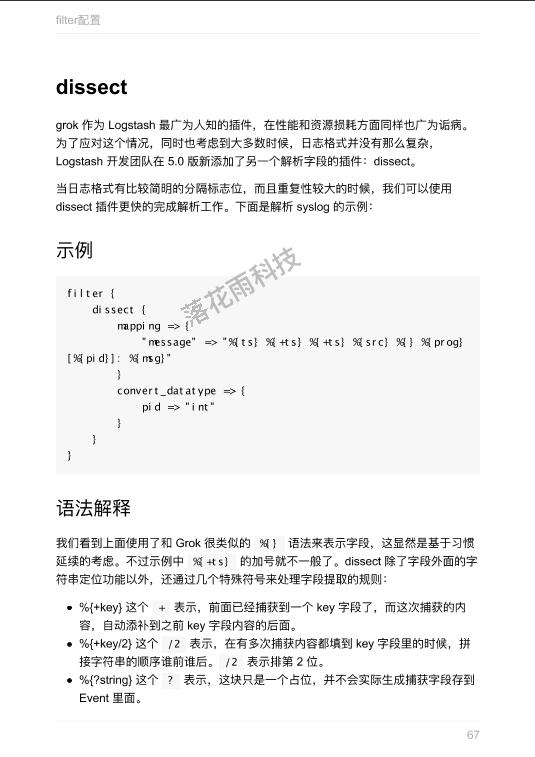 filter配置
dissect
grok 作为 Logstash 最广为人知的插件，在性能和资源损耗方面同样也广为诟病。
为了应对这个情况，同时也考虑到大多数时候，日志格式并没有那么复杂，
Logstash 开发团队在 5.0 版新添加了另一个解析字段的插件：dissect。
当日志格式有比较简明的分隔标志位，而且重复性较大的时候，我们可以使用
dissect 插件更快的完成解析工作。下面是解析 syslog 的示例：
示例
落花雨科技
filter {
    dissect {
        mapping => {
            "message" => "%{ts} %{+ts} %{+ts} %{src} %{} %{prog}
[%{pid}]: %{msg}"
        }
        convert_datatype => {
            pid => "int"
        }
    }
}
语法解释
我们看到上面使用了和 Grok 很类似的 %{} 语法来表示字段，这显然是基于习惯
延续的考虑。不过示例中 %{+ts} 的加号就不一般了。dissect 除了字段外面的字
符串定位功能以外，还通过几个特殊符号来处理字段提取的规则：
● %{+key} 这个 + 表示，前面已经捕获到一个 key 字段了，而这次捕获的内
容，自动添补到之前 key 字段内容的后面。
● %{+key/2} 这个 /2 表示，在有多次捕获内容都填到 key 字段里的时候，拼
接字符串的顺序谁前谁后。 /2 表示排第 2 位。
● %{?string} 这个 ? 表示，这块只是一个占位，并不会实际生成捕获字段存到
Event 里面。
67